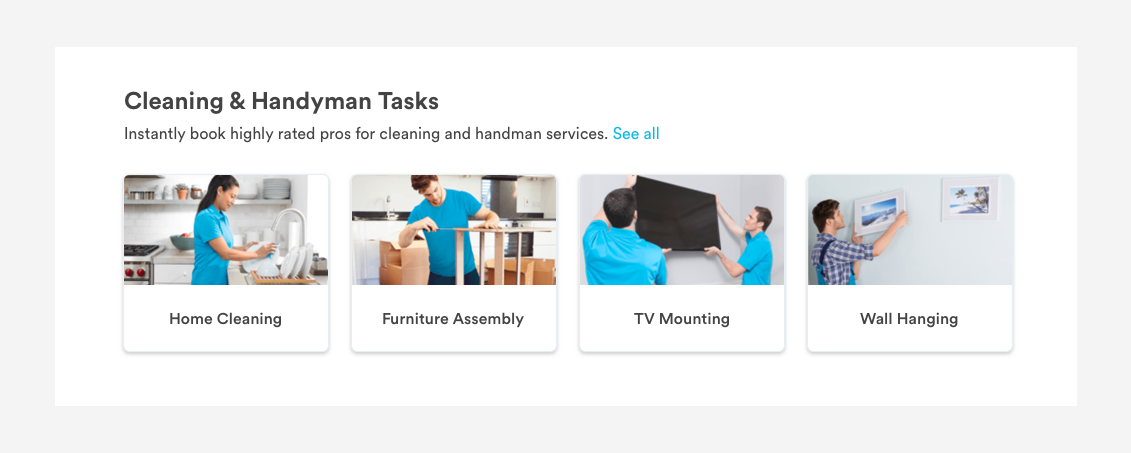 Cleaning & Handyman Tasks
Instantly book highly rated pros for cleaning and handman services. See all
Home Cleaning
Furniture Assembly
TV Mounting
Wall Hanging